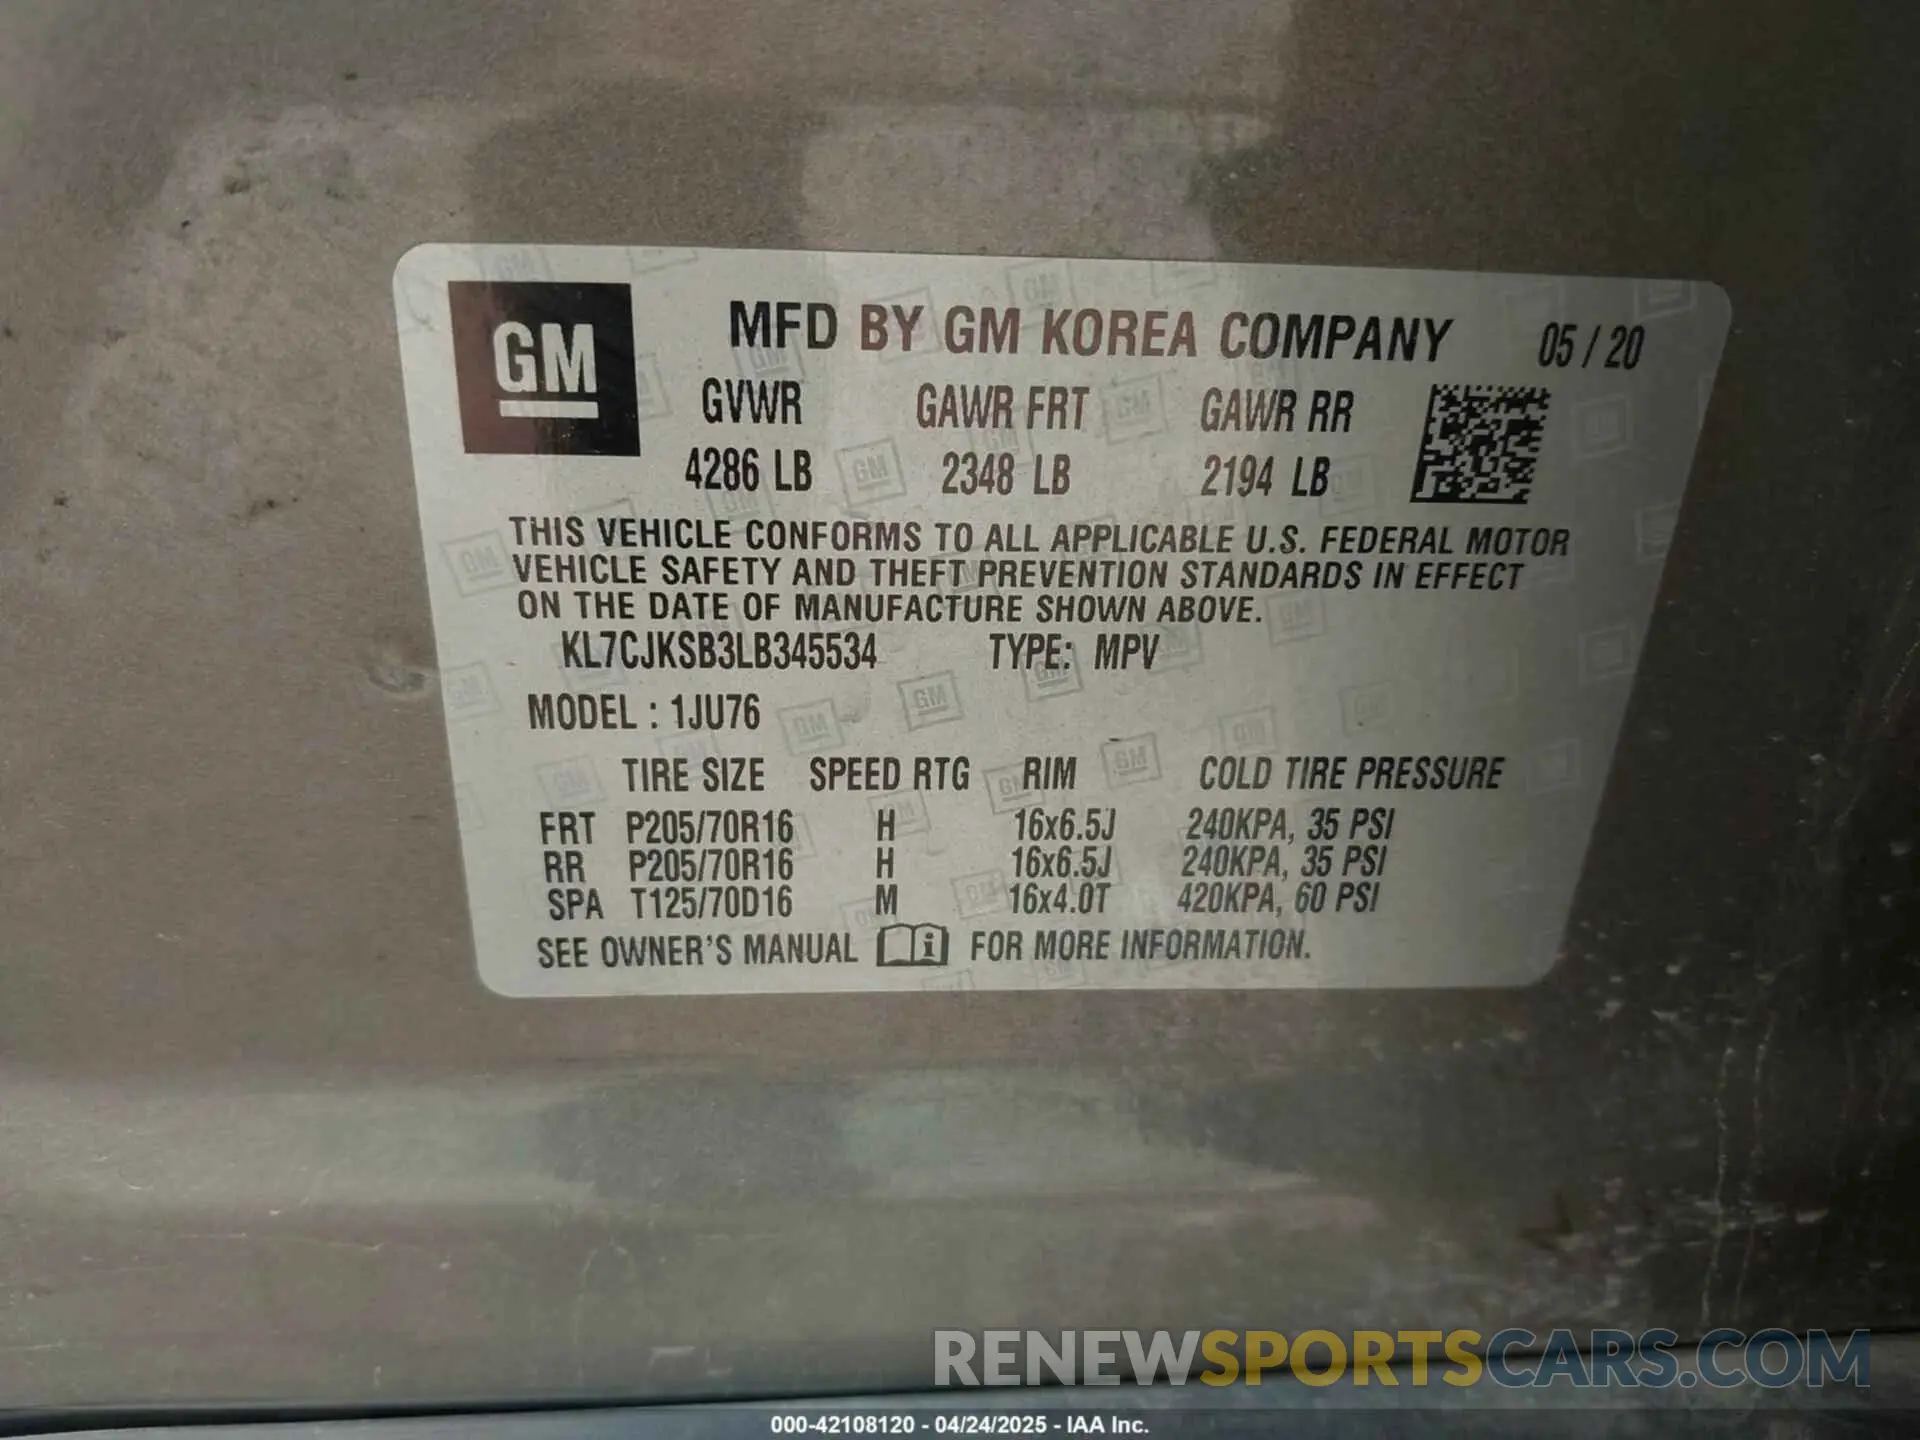 GM
MFD BY GM KOREA COMPANY 05 / 20
GVWR GAWR FRT GAWR RR
4286 LB 2348 LB 2194 LB
THIS VEHICLE CONFORMS TO ALL APPLICABLE U.S. FEDERAL MOTOR
VEHICLE SAFETY AND THEFT PREVENTION STANDARDS IN EFFECT
ON THE DATE OF MANUFACTURE SHOWN ABOVE.
KL7CJKSB3LB345534 TYPE: MPV
MODEL : 1JU76
TIRE SIZE SPEED RTG RIM COLD TIRE PRESSURE
FRT P205/70R16 H 16x6.5J 240KPA, 35 PSI
RR P205/70R16 H 16x6.5J 240KPA, 35 PSI
SPA T125/70D16 M 16x4.0T 420KPA, 60 PSI
SEE OWNER'S MANUAL i FOR MORE INFORMATION.
RENEWSPORTSCARS.COM
000-42108120 - 04/24/2025 - IAA Inc.